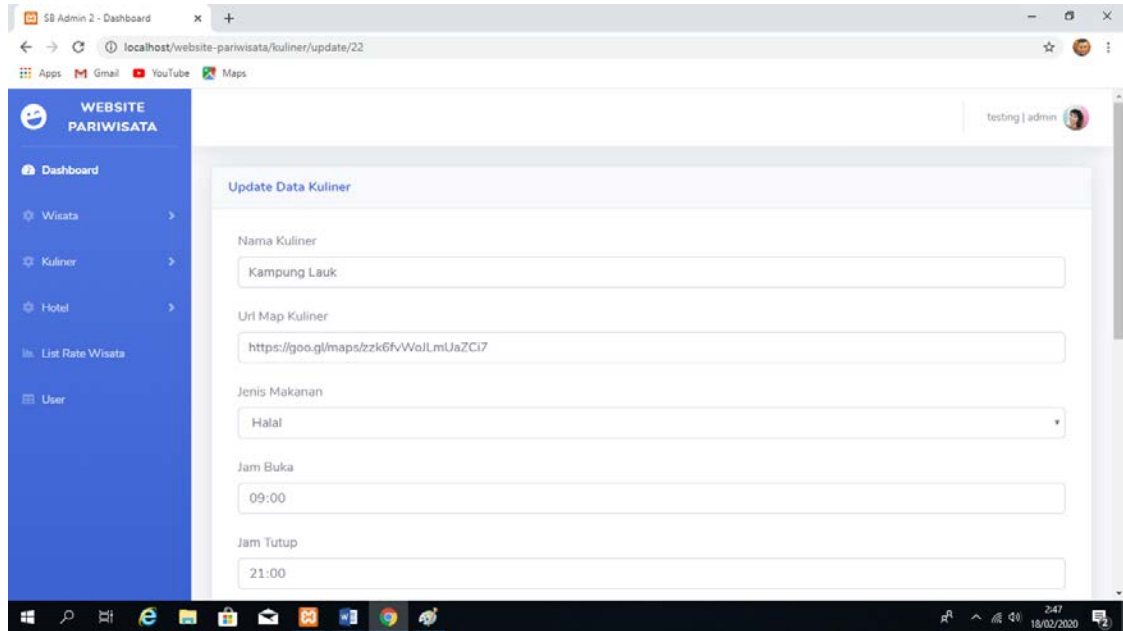 SB Admin 2 - Dashboard
localhost/website-pariwisata/kuliner/update/22
Apps Gmail YouTube Maps
WEBSITE
PARIWISATA
testing | admin
Dashboard
Update Data Kuliner
Wisata
Nama Kuliner
Kuliner
Kampung Lauk
Hotel
Url Map Kuliner
https://goo.gl/maps/zzk6fvWoJLmUaZCi7
List Rate Wisata
Jenis Makanan
User
Halal
Jam Buka
09:00
Jam Tutup
21:00
2:47
18/02/2020